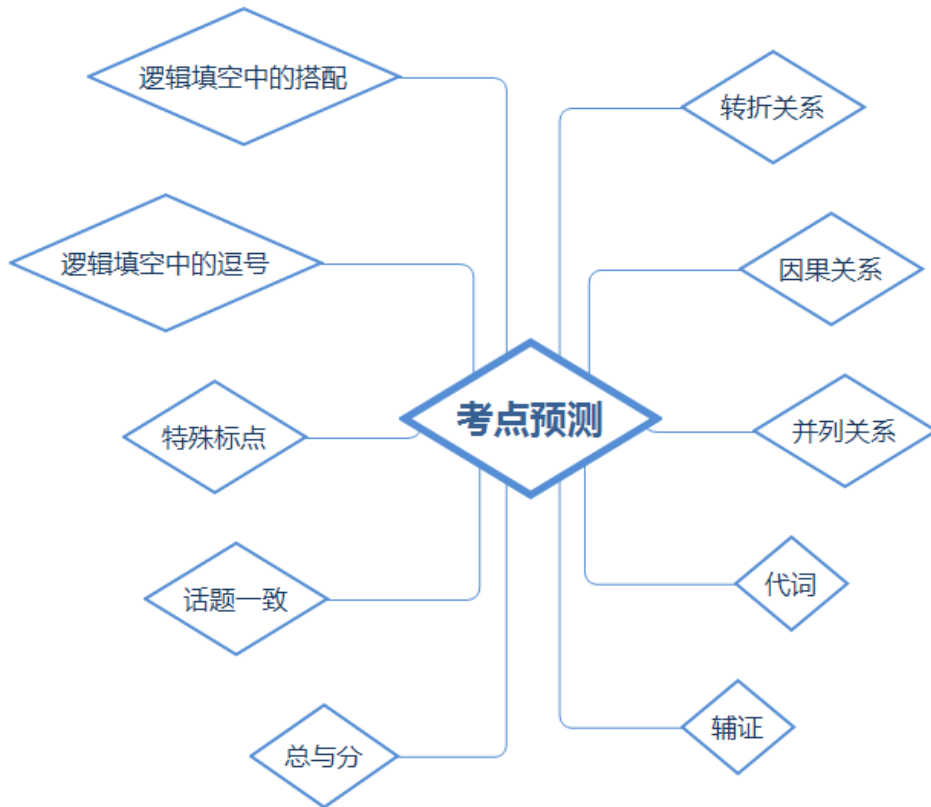 逻辑填空中的搭配
逻辑填空中的逗号
特殊标点
话题一致
总与分
考点预测
转折关系
因果关系
并列关系
代词
辅证